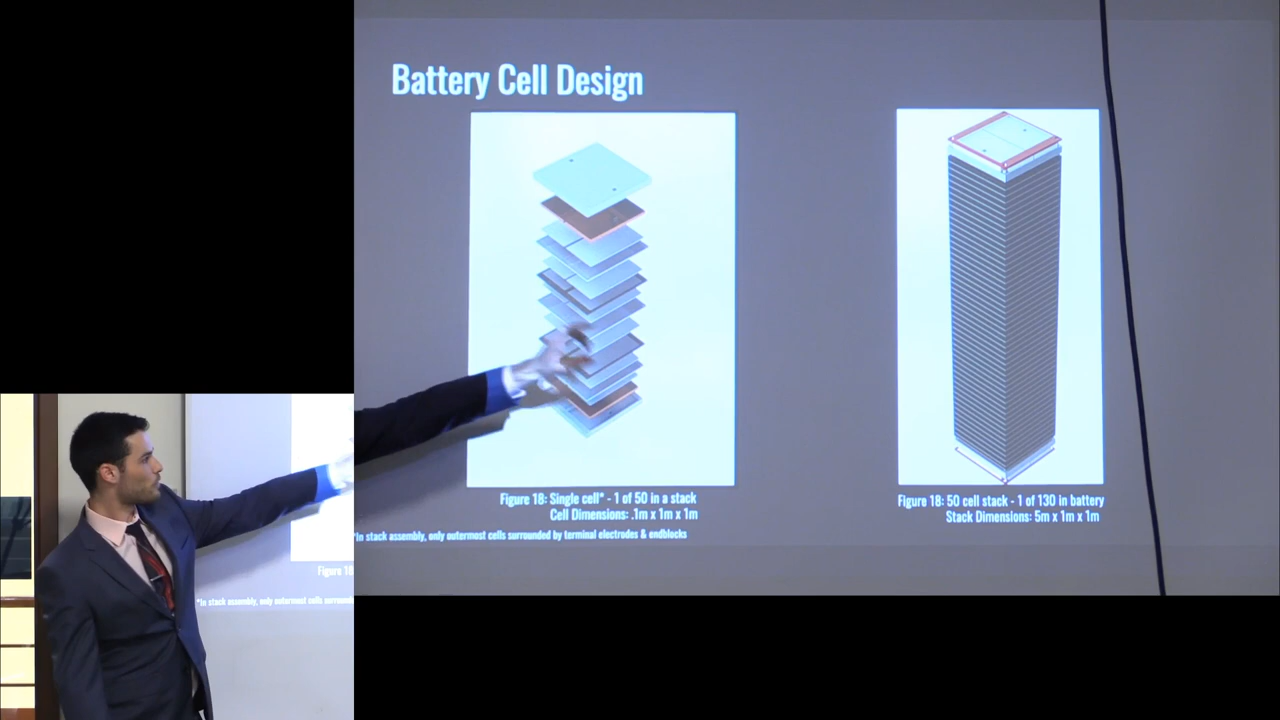 Battery Cell Design
Figure 18: Single cell* - 1 of 50 in a stack
Cell Dimensions: .1m x 1m x 1m
*In stack assembly, only outermost cells surrounded by terminal electrodes & endblocks
Figure 18: 50 cell stack - 1 of 130 in battery
Stack Dimensions: 5m x 1m x 1m
Figure 18
*In stack assembly, only outermost cells surround